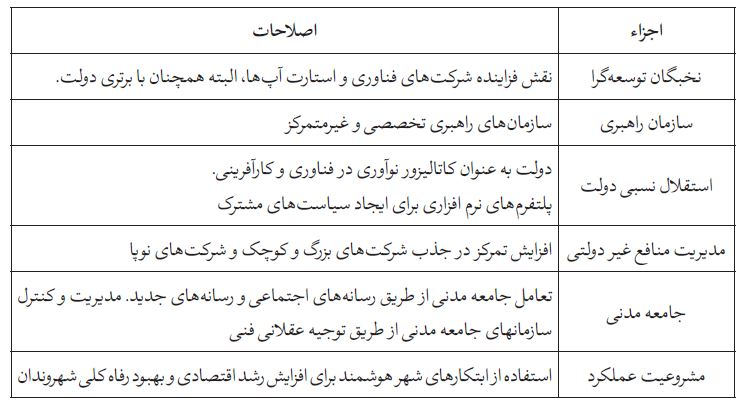 اجزاء
اصلاحات
نخبگان توسعه‌گرا
نقش فزاینده شرکت‌های فناوری و استارت آپ‌ها، البته همچنان با برتری دولت.
سازمان راهبری
سازمان‌های راهبری تخصصی و غیرمتمرکز
استقلال نسبی دولت
دولت به عنوان کاتالیزور نوآوری در فناوری و کارآفرینی.
پلتفرم‌های نرم افزاری برای ایجاد سیاست‌های مشترک
مدیریت منافع غیر دولتی
افزایش تمرکز در جذب شرکت‌های بزرگ و کوچک و شرکت‌های نوپا
جامعه مدنی
تعامل جامعه مدنی از طریق رسانه‌های اجتماعی و رسانه‌های جدید. مدیریت و کنترل
سازمانهای جامعه مدنی از طریق توجیه عقلانی فنی
مشروعیت عملکرد
استفاده از ابتکارهای شهر هوشمند برای افزایش رشد اقتصادی و بهبود رفاه کلی شهروندان